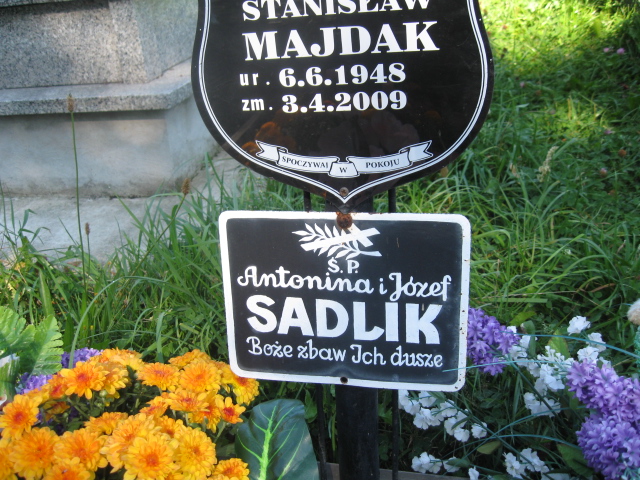 STANISŁAW
MAJDAK
ur. 6.6.1948
zm. 3.4.2009
SPOCZYWAJ W POKOJU
Ś.P.
Antonina i Józef
SADLIK
Boże zbaw Ich dusze